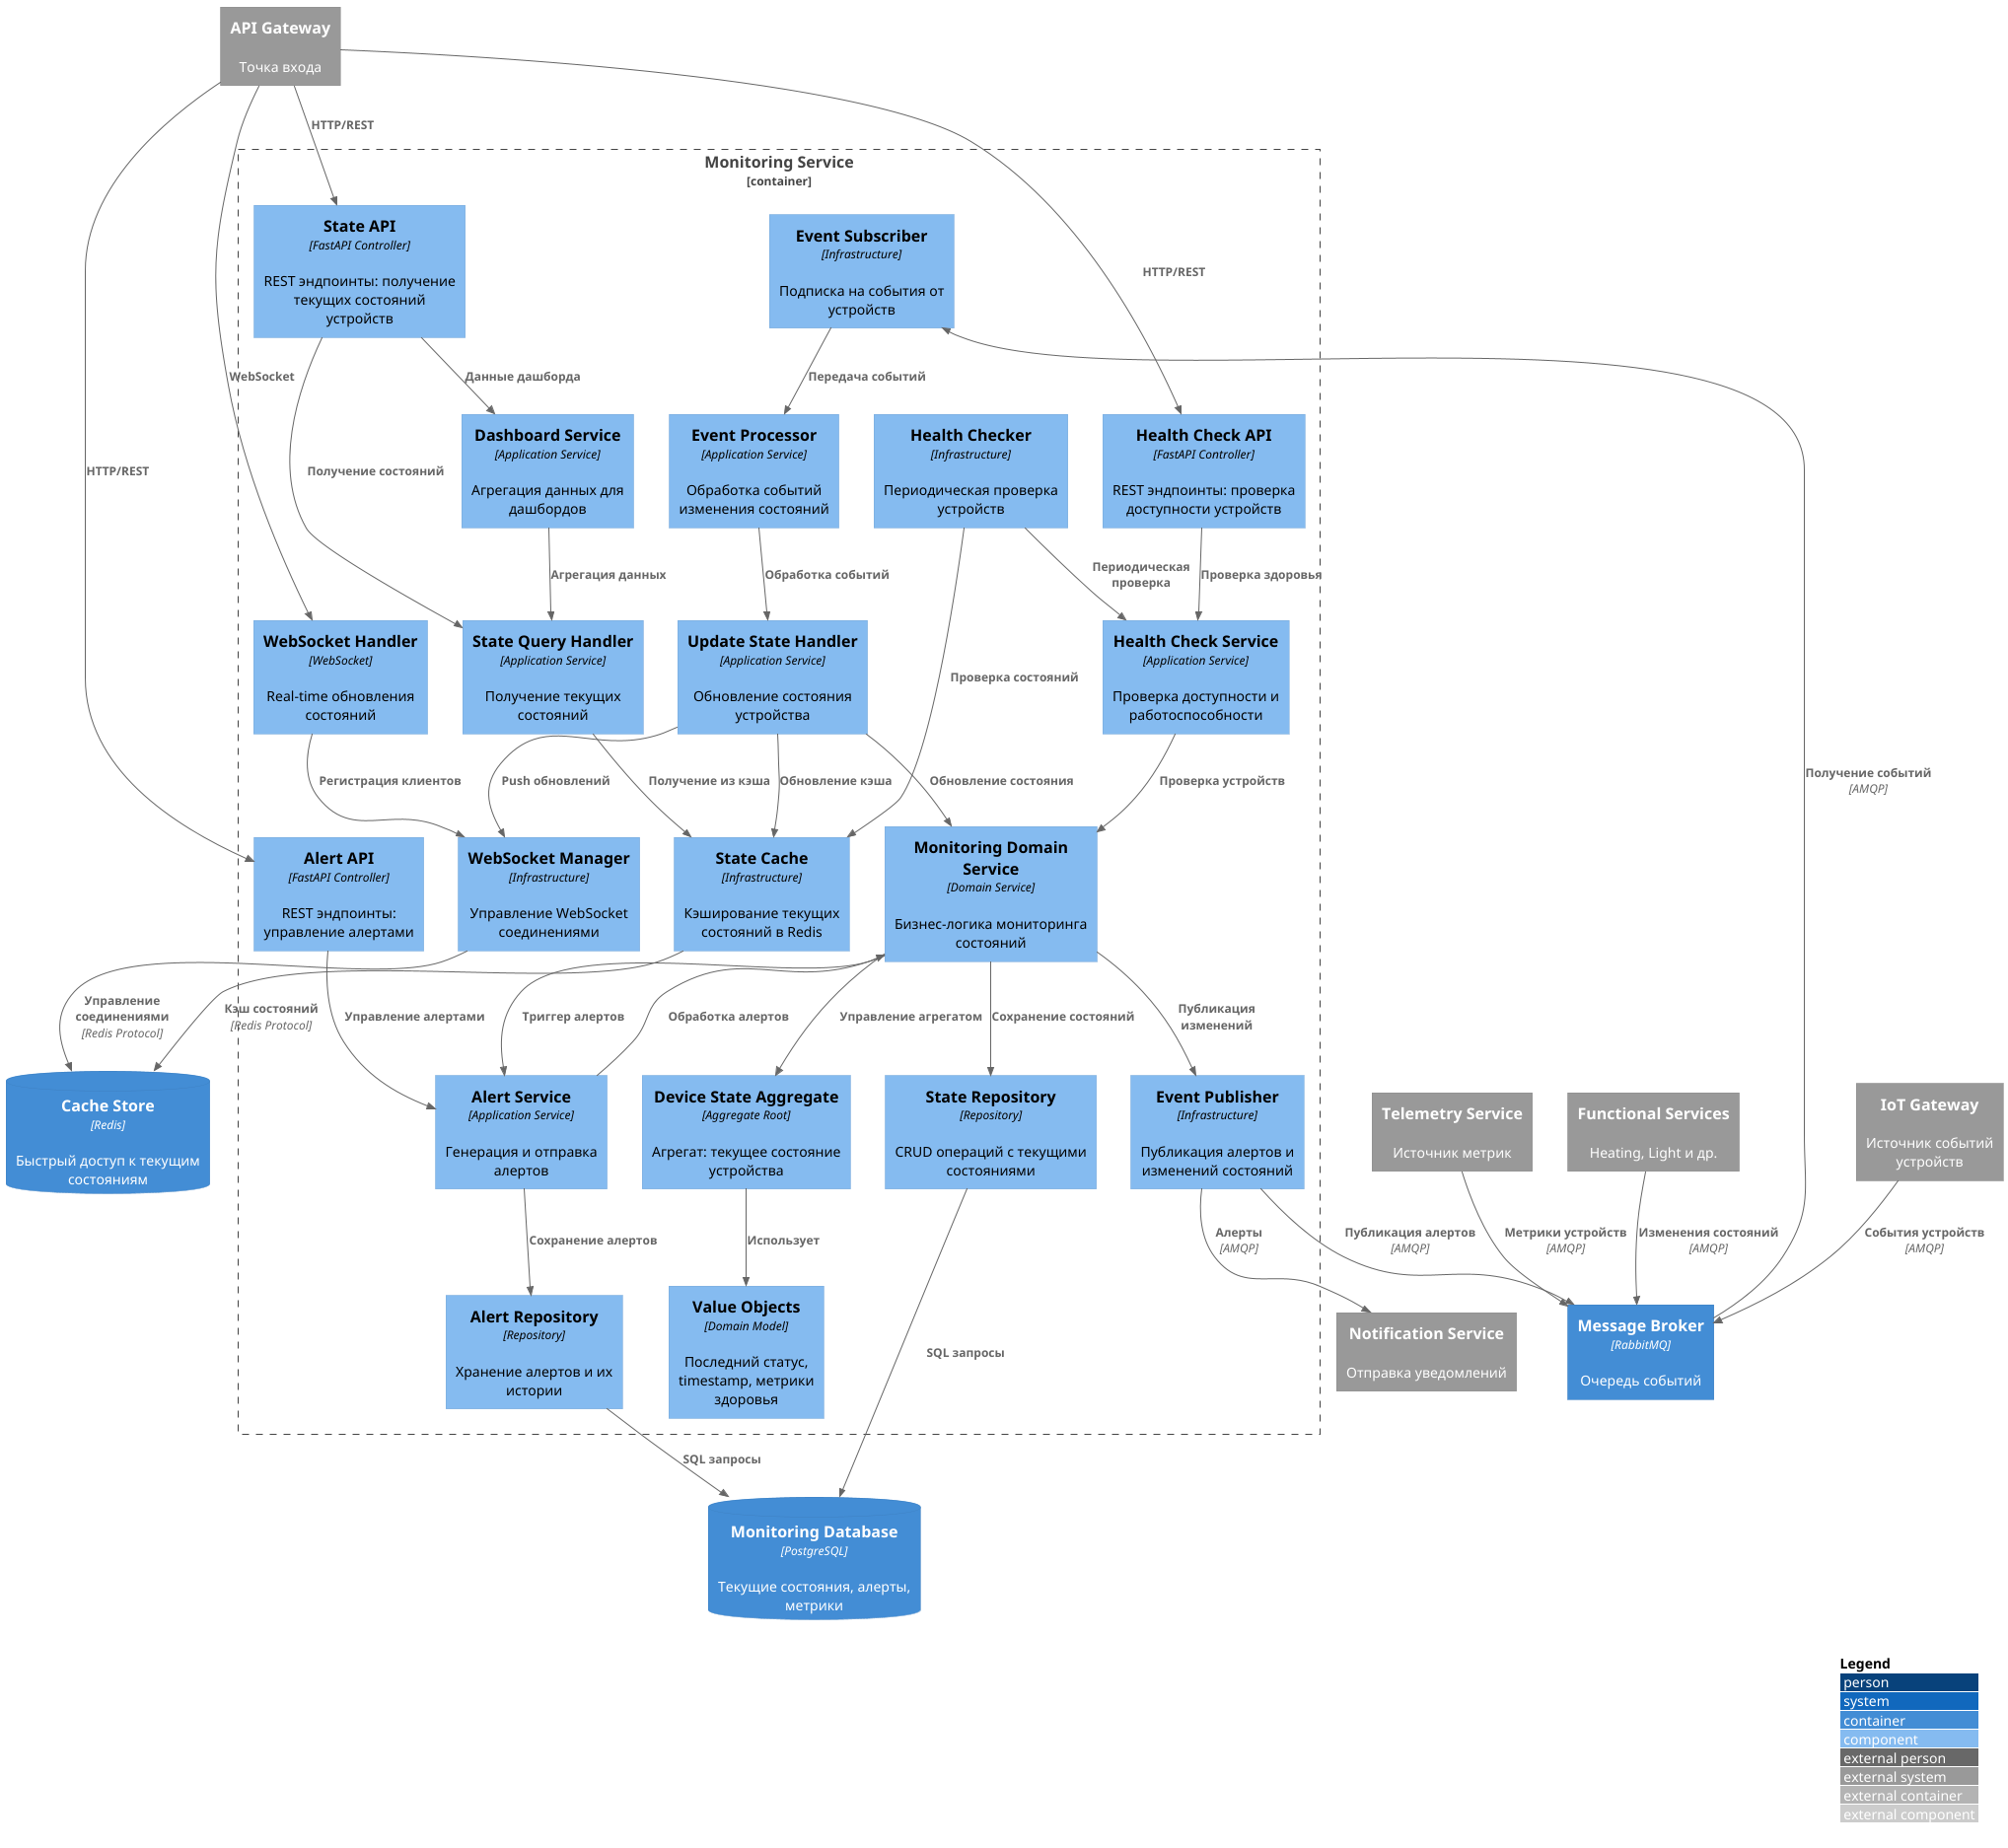 API Gateway
Точка входа
HTTP/REST
Monitoring Service
[container]
State API
[FastAPI Controller]
REST эндпоинты: получение
текущих состояний
устройств
Event Subscriber
[Infrastructure]
Подписка на события от
устройств
HTTP/REST
WebSocket
Данные дашборда
Передача событий
HTTP/REST
Получение состояний
Dashboard Service
[Application Service]
Агрегация данных для
дашбордов
Event Processor
[Application Service]
Обработка событий
изменения состояний
Health Checker
[Infrastructure]
Периодическая проверка
устройств
Health Check API
[FastAPI Controller]
REST эндпоинты: проверка
доступности устройств
Агрегация данных
Обработка событий
Периодическая
проверка
Проверка здоровья
WebSocket Handler
[WebSocket]
Real-time обновления
состояний
State Query Handler
[Application Service]
Получение текущих
состояний
Update State Handler
[Application Service]
Обновление состояния
устройства
Проверка состояний
Health Check Service
[Application Service]
Проверка доступности и
работоспособности
Регистрация клиентов
Push обновлений
Получение из кэша
Обновление кэша
Обновление состояния
Проверка устройств
Получение событий
[AMQP]
Alert API
[FastAPI Controller]
REST эндпоинты:
управление алертами
WebSocket Manager
[Infrastructure]
Управление WebSocket
соединениями
State Cache
[Infrastructure]
Кэширование текущих
состояний в Redis
Monitoring Domain
Service
[Domain Service]
Бизнес-логика мониторинга
состояний
Управление
соединениями
[Redis Protocol]
Кэш состояний
[Redis Protocol]
Управление алертами
Триггер алертов
Обработка алертов
Управление агрегатом
Сохранение состояний
Публикация
изменений
Cache Store
[Redis]
Быстрый доступ к текущим
состояниям
Alert Service
[Application Service]
Генерация и отправка
алертов
Device State Aggregate
[Aggregate Root]
Агрегат: текущее состояние
устройства
State Repository
[Repository]
CRUD операций с текущими
состояниями
Event Publisher
[Infrastructure]
Публикация алертов и
изменений состояний
Telemetry Service
Источник метрик
Functional Services
Heating, Light и др.
IoT Gateway
Источник событий
устройств
Сохранение алертов
Использует
Алерты
[AMQP]
Публикация алертов
[AMQP]
Метрики устройств
[AMQP]
Изменения состояний
[AMQP]
События устройств
[AMQP]
Alert Repository
[Repository]
Хранение алертов и их
истории
Value Objects
[Domain Model]
Последний статус,
timestamp, метрики
здоровья
SQL запросы
Notification Service
Отправка уведомлений
Message Broker
[RabbitMQ]
Очередь событий
SQL запросы
Monitoring Database
[PostgreSQL]
Текущие состояния, алерты,
метрики
Legend
person
system
container
component
external person
external system
external container
external component